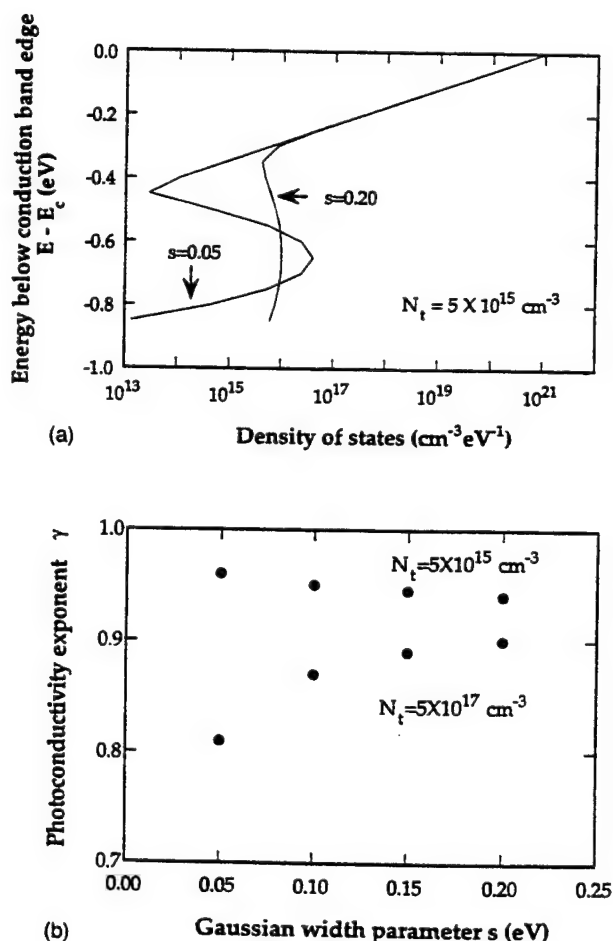 0.0
-0.2
-0.4
-0.6
-0.8
-1.0
Energy below conduction band edge
E - E_c (eV)
s=0.20
s=0.05
N_t = 5 X 10^15 cm^-3
10^13 10^15 10^17 10^19 10^21
(a) Density of states (cm^-3 eV^-1)
1.0
0.9
0.8
0.7
Photoconductivity exponent γ
N_t=5X10^15 cm^-3
N_t=5X10^17 cm^-3
0.00 0.05 0.10 0.15 0.20 0.25
(b) Gaussian width parameter s (eV)